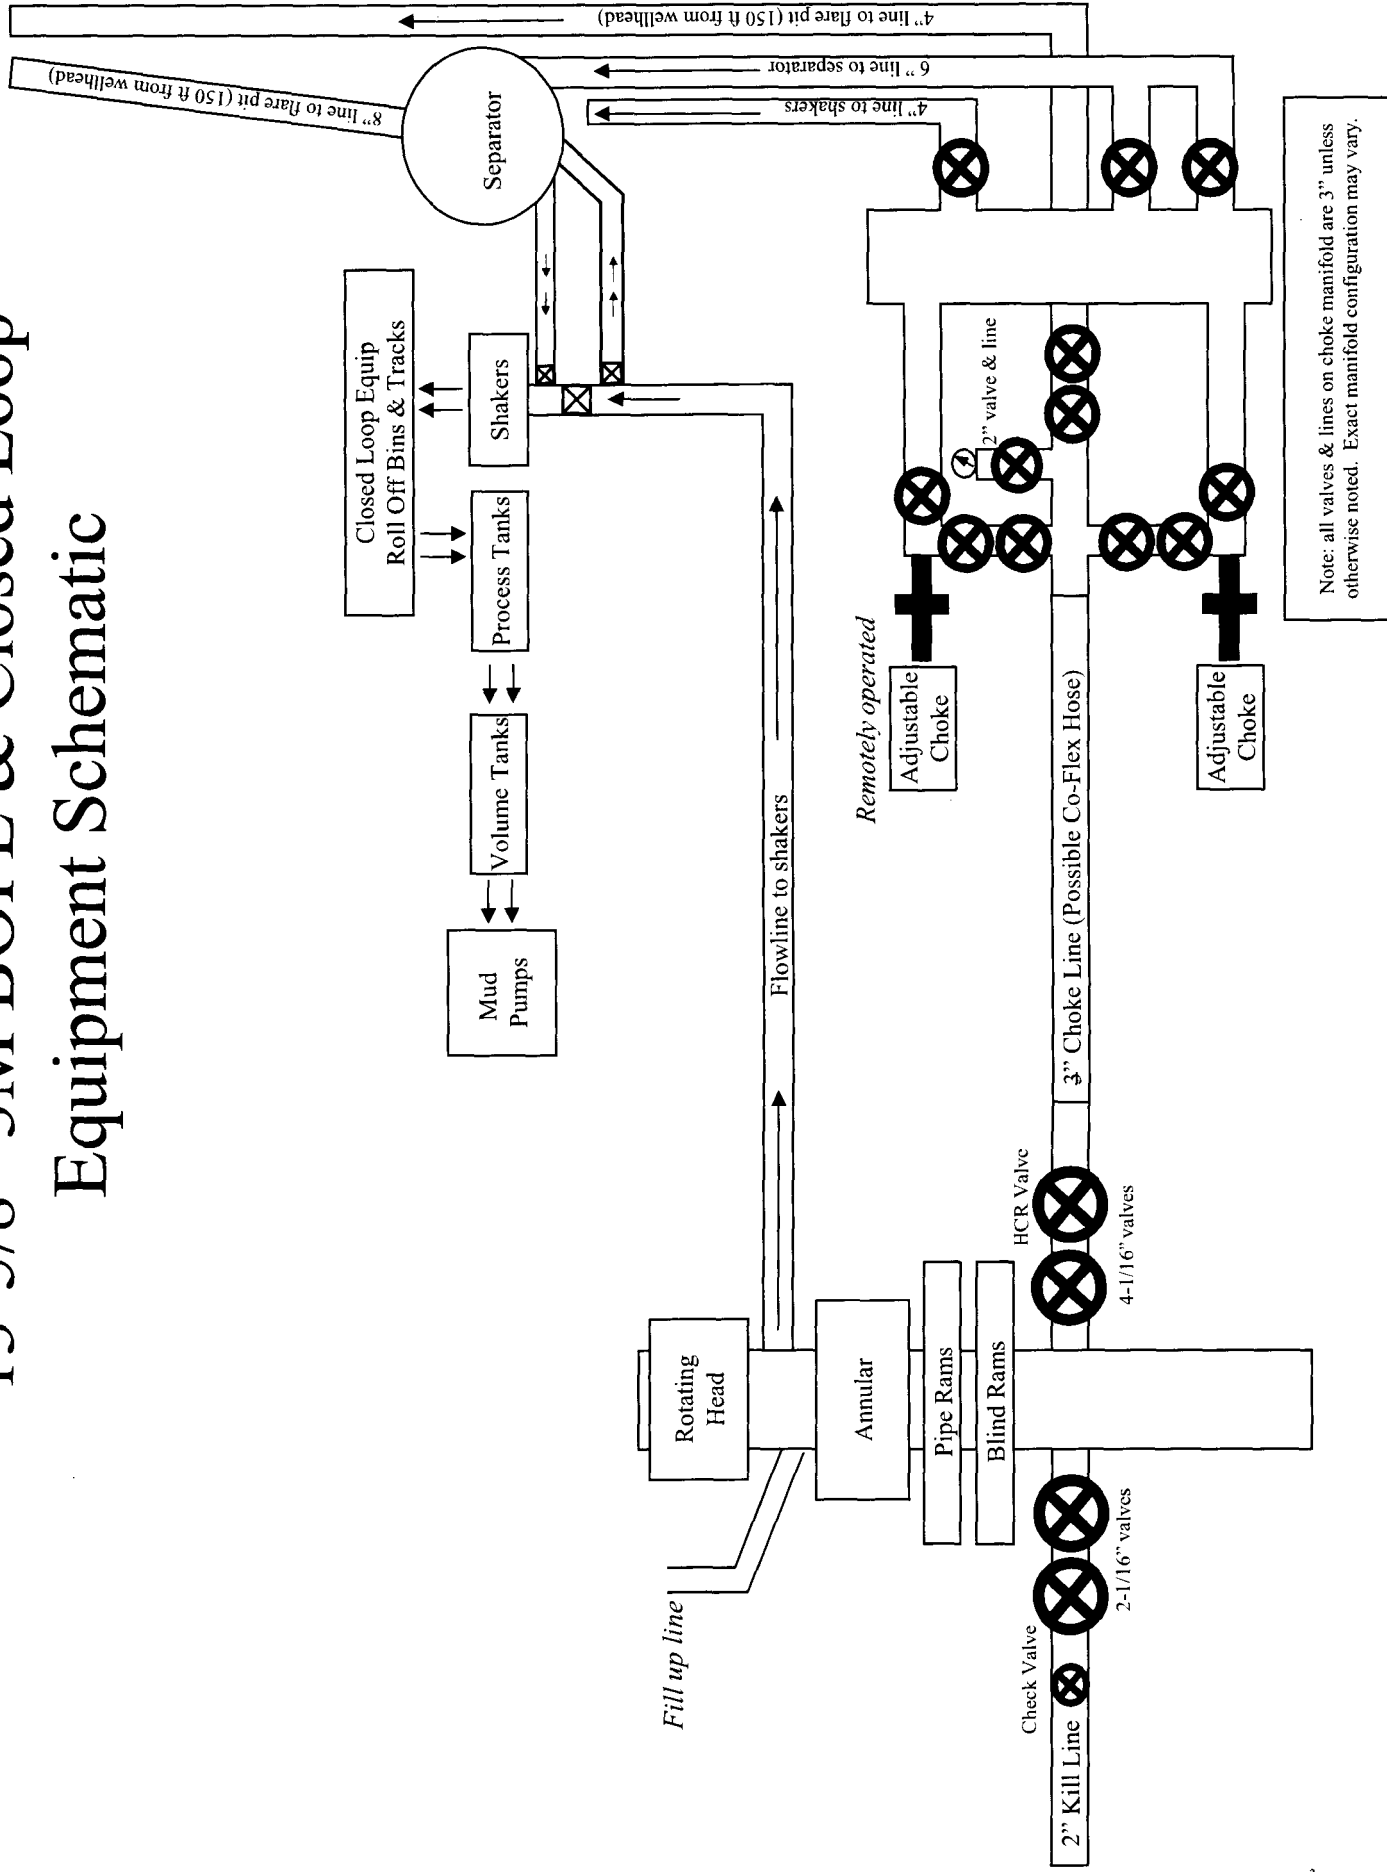 BOPE & Closed Loop
Equipment Schematic
Closed Loop Equip
Roll Off Bins & Tracks
Mud
Pumps
Volume Tanks
Process Tanks
Shakers
Separator
8” line to flare pit (150 ft from wellhead)
4” line to flare pit (150 ft from wellhead)
6” line to separator
4” line to shakers
Fill up line
Rotating
Head
Flowline to shakers
Annular
Pipe Rams
Blind Rams
Remotely operated
Adjustable
Choke
2” valve & line
Check Valve
HCR Valve
2” Kill Line
3” Choke Line (Possible Co-Flex Hose)
2-1/16” valves
4-1/16” valves
Adjustable
Choke
Note: all valves & lines on choke manifold are 3” unless
otherwise noted. Exact manifold configuration may vary.